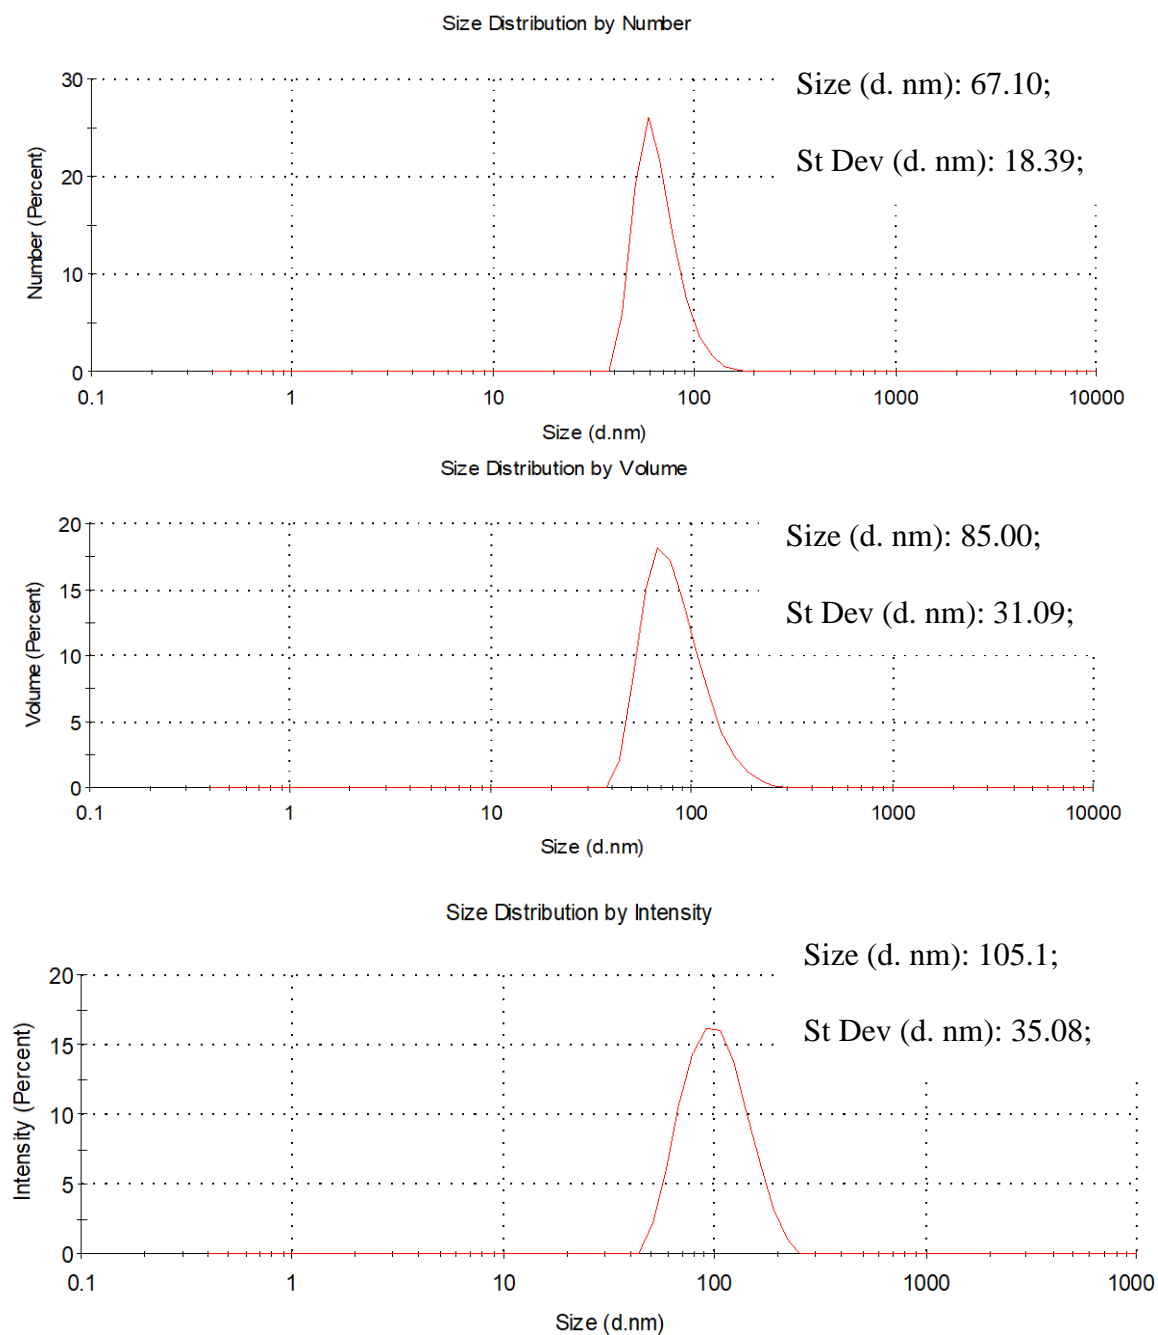 Size Distribution by Number
Size (d. nm): 67.10;
St Dev (d. nm): 18.39;
Number (Percent)
30
20
10
0
0.1 1 10 100 1000 10000
Size (d.nm)
Size Distribution by Volume
Size (d. nm): 85.00;
St Dev (d. nm): 31.09;
Volume (Percent)
20
15
10
5
0
0.1 1 10 100 1000 10000
Size (d.nm)
Size Distribution by Intensity
Size (d. nm): 105.1;
St Dev (d. nm): 35.08;
Intensity (Percent)
20
15
10
5
0
0.1 1 10 100 1000 1000
Size (d.nm)